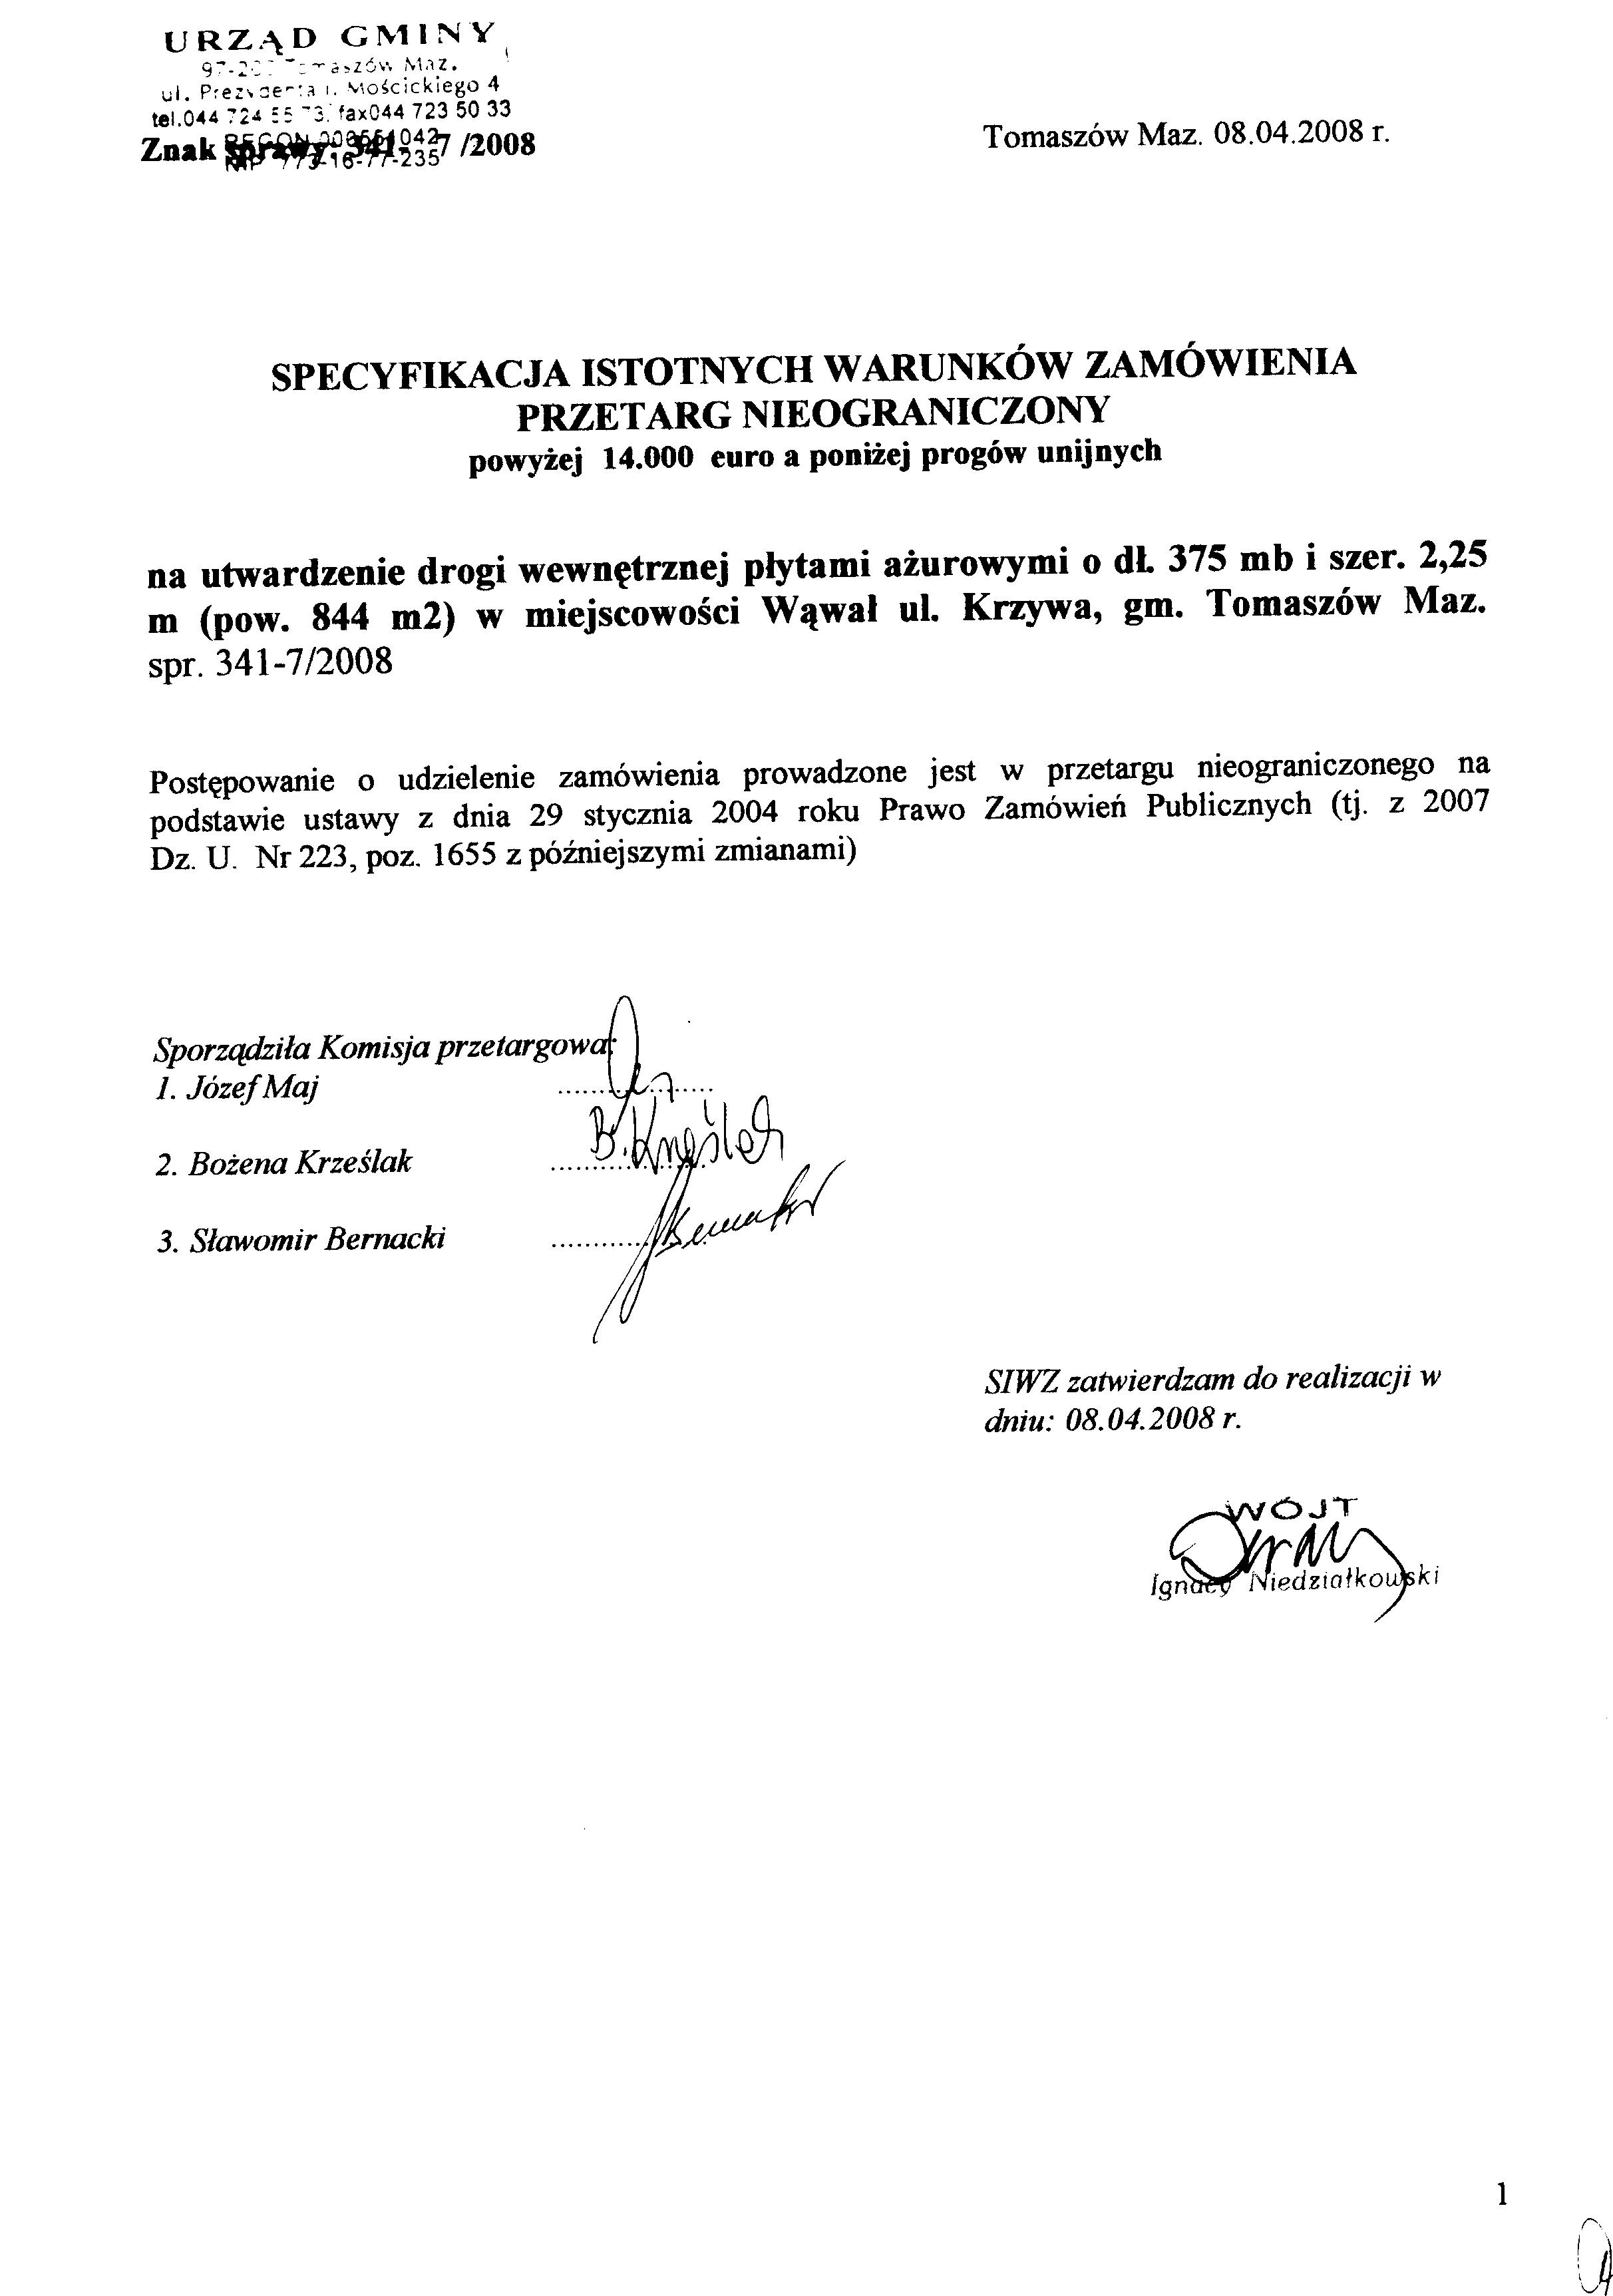 URZĄD GMINY
Maz.
ul. Mościckiego 4
tel.044 724 fax044 723 50 33
Znak sprawy: 341-7 /2008
Tomaszów Maz. 08.04.2008 r.
SPECYFIKACJA ISTOTNYCH WARUNKÓW ZAMÓWIENIA
PRZETARG NIEOGRANICZONY
powyżej 14.000 euro a poniżej progów unijnych
na utwardzenie drogi wewnętrznej płytami ażurowymi o dł. 375 mb i szer. 2,25
m (pow. 844 m2) w miejscowości Wąwał ul. Krzywa, gm. Tomaszów Maz.
spr. 341-7/2008
Postępowanie o udzielenie zamówienia prowadzone jest w przetargu nieograniczonego na
podstawie ustawy z dnia 29 stycznia 2004 roku Prawo Zamówień Publicznych (tj. z 2007
Dz. U. Nr 223, poz. 1655 z późniejszymi zmianami)
Sporządziła Komisja przetargowa:
1. Józef Maj
2. Bożena Krześlak ............ B. Krześlak
3. Sławomir Bernacki ............
SIWZ zatwierdzam do realizacji w
dniu: 08.04.2008 r.
WÓJT
Ignacy Niedziałkowski
1